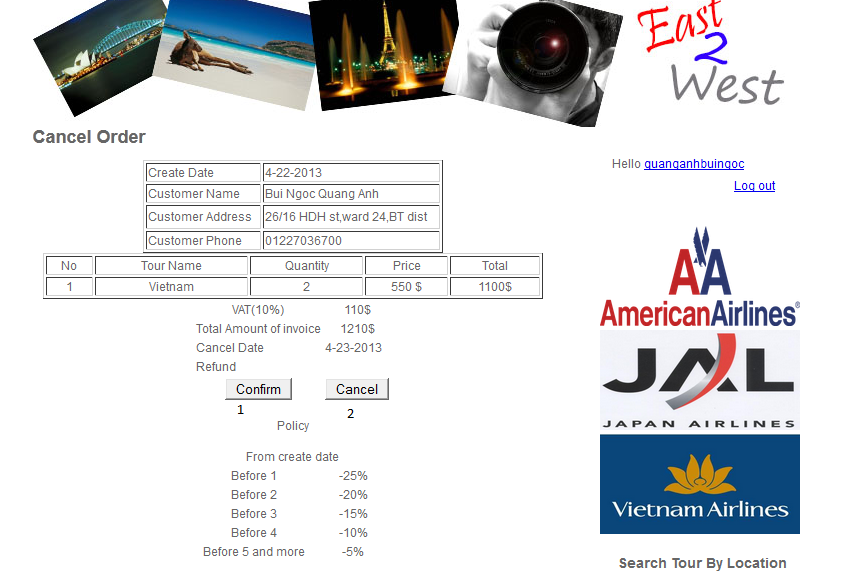 East
2
West
Cancel Order
Hello quanganhbuingoc
Log out
Create Date 4-22-2013
Customer Name Bui Ngoc Quang Anh
Customer Address 26/16 HDH st,ward 24,BT dist
Customer Phone 01227036700
No Tour Name Quantity Price Total
1 Vietnam 2 550 $ 1100$
VAT(10%) 110$
Total Amount of invoice 1210$
Cancel Date 4-23-2013
Refund
Confirm Cancel
1 2
Policy
From create date
Before 1 -25%
Before 2 -20%
Before 3 -15%
Before 4 -10%
Before 5 and more -5%
AA
AmericanAirlines®
JAL
JAPAN AIRLINES
Vietnam Airlines
Search Tour By Location